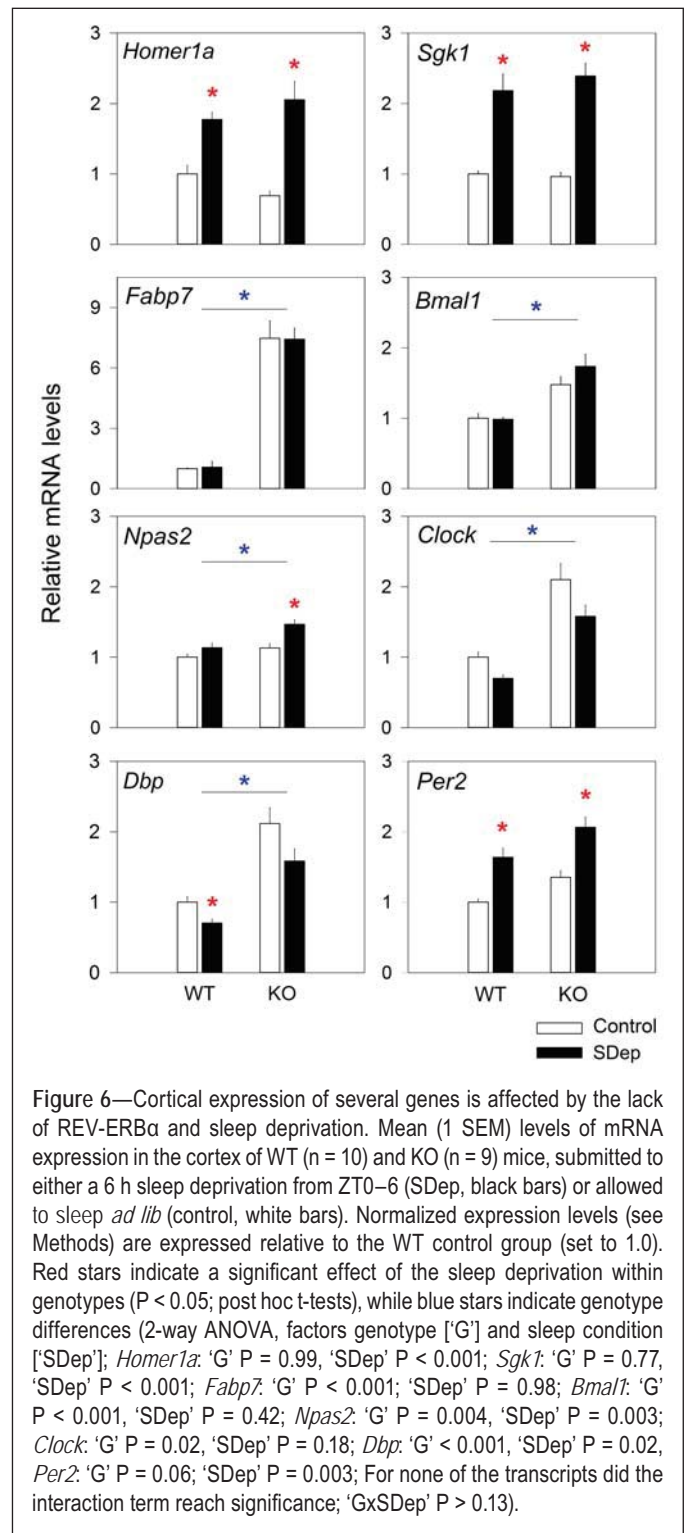 Homer1a
Sgk1
3
2
1
0
*
*
3
2
1
0
*
*
Fabp7
Bmal1
9
6
3
0
*
3
2
1
0
*
Npas2
Clock
3
2
1
0
*
*
3
2
1
0
*
Dbp
Per2
3
2
1
0
*
*
3
2
1
0
*
*
Relative mRNA levels
WT KO
WT KO
Control
SDep
Figure 6—Cortical expression of several genes is affected by the lack
of REV-ERBα and sleep deprivation. Mean (1 SEM) levels of mRNA
expression in the cortex of WT (n = 10) and KO (n = 9) mice, submitted to
either a 6 h sleep deprivation from ZT0–6 (SDep, black bars) or allowed
to sleep ad lib (control, white bars). Normalized expression levels (see
Methods) are expressed relative to the WT control group (set to 1.0).
Red stars indicate a significant effect of the sleep deprivation within
genotypes (P < 0.05; post hoc t-tests), while blue stars indicate genotype
differences (2-way ANOVA, factors genotype [‘G’] and sleep condition
[‘SDep’]; Homer1a: ‘G’ P = 0.99, ‘SDep’ P < 0.001; Sgk1: ‘G’ P = 0.77,
‘SDep’ P < 0.001; Fabp7: ‘G’ P < 0.001; ‘SDep’ P = 0.98; Bmal1: ‘G’
P < 0.001, ‘SDep’ P = 0.42; Npas2: ‘G’ P = 0.004, ‘SDep’ P = 0.003;
Clock: ‘G’ P = 0.02, ‘SDep’ P = 0.18; Dbp: ‘G’ < 0.001, ‘SDep’ P = 0.02,
Per2: ‘G’ P = 0.06; ‘SDep’ P = 0.003; For none of the transcripts did the
interaction term reach significance; ‘GxSDep’ P > 0.13).